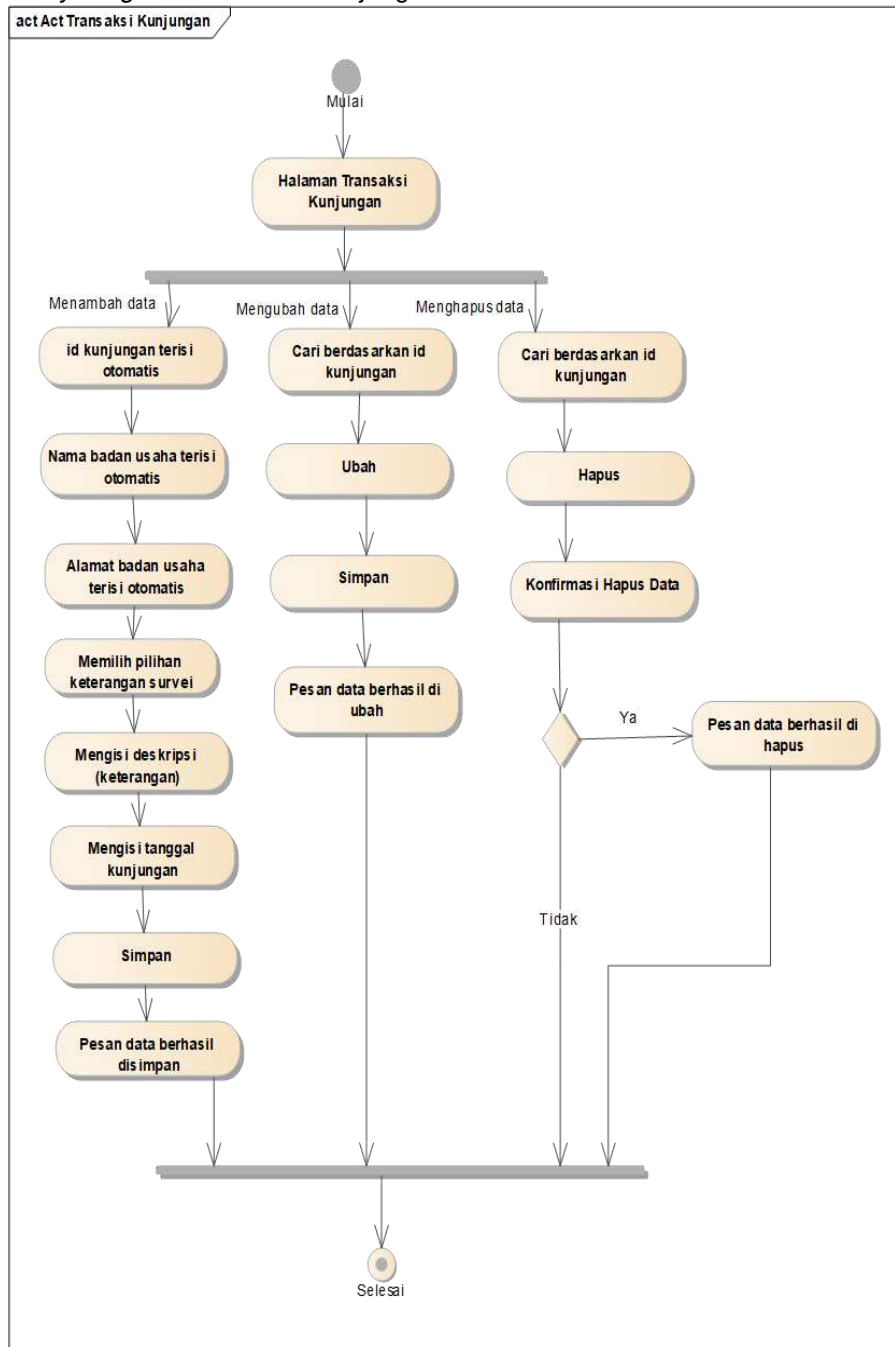 act Act Transaksi Kunjungan
Mulai
Halaman Transaksi
Kunjungan
Menambah data
Mengubah data
Menghapus data
id kunjungan terisi
otomatis
Nama badan usaha terisi
otomatis
Alamat badan usaha
terisi otomatis
Memilih pilihan
keterangan survei
Mengisi deskripsi
(keterangan)
Mengisi tanggal
kunjungan
Simpan
Pesan data berhasil
disimpan
Cari berdasarkan id
kunjungan
Ubah
Simpan
Pesan data berhasil di
ubah
Cari berdasarkan id
kunjungan
Hapus
Konfirmasi Hapus Data
Ya
Pesan data berhasil di
hapus
Tidak
Selesai